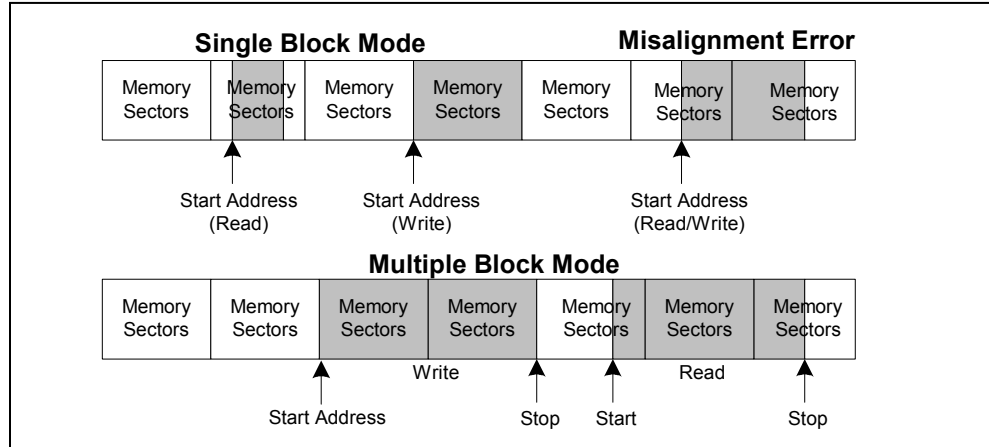 Single Block Mode
Misalignment Error
Memory Sectors
Memory Sectors
Memory Sectors
Memory Sectors
Memory Sectors
Memory Sectors
Memory Sectors
Start Address
(Read)
Start Address
(Write)
Start Address
(Read/Write)
Multiple Block Mode
Memory Sectors
Memory Sectors
Memory Sectors
Memory Sectors
Memory Sectors
Memory Sectors
Memory Sectors
Write
Read
Start Address
Stop
Start
Stop